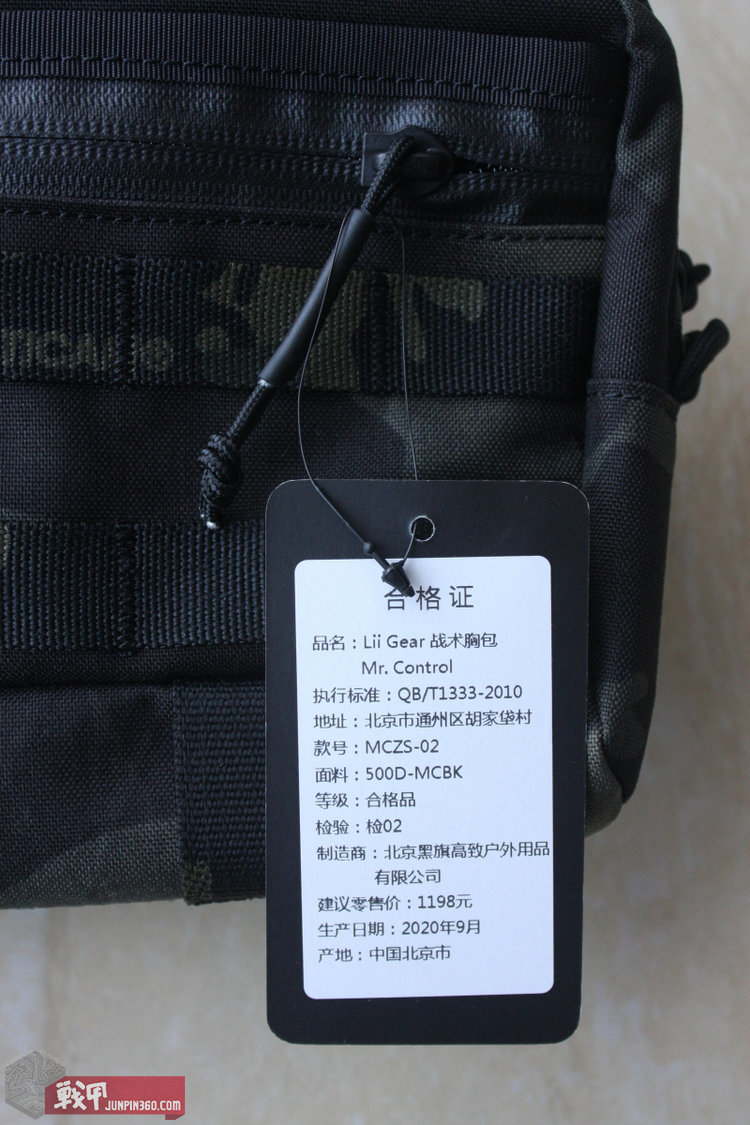 合格证
品名：Lii Gear 战术胸包
Mr. Control
执行标准：QB/T1333-2010
地址：北京市通州区胡家垡村
款号：MCZS-02
面料：500D-MCBK
等级：合格品
检验：检02
制造商：北京黑旗高致户外用品
有限公司
建议零售价：1198元
生产日期：2020年9月
产地：中国北京市
战甲
JUNPIN360.COM